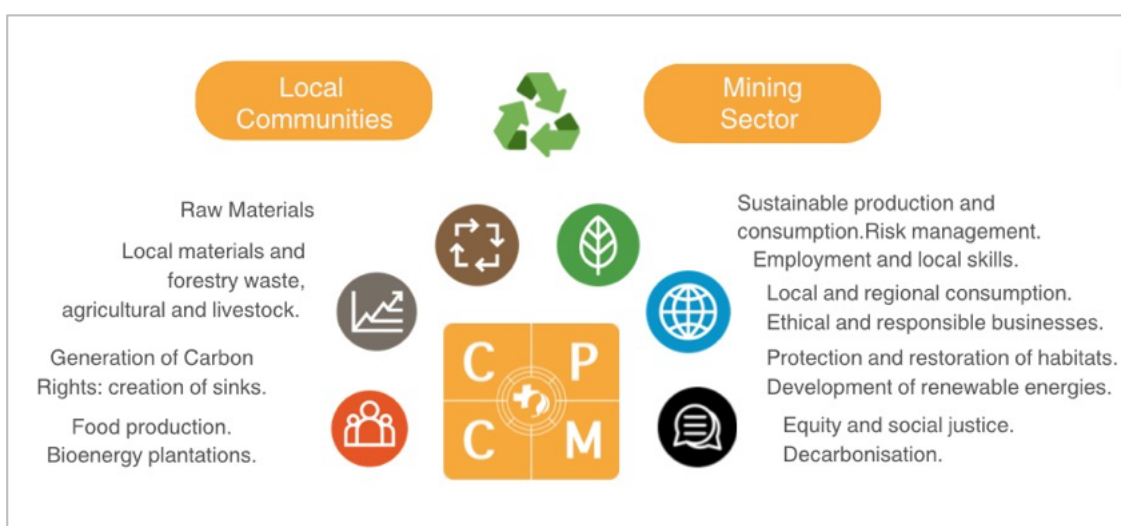 Local
Communities
Mining
Sector
Raw Materials
Local materials and
forestry waste,
agricultural and livestock.
Generation of Carbon
Rights: creation of sinks.
Food production.
Bioenergy plantations.
C P
C M
Sustainable production and
consumption.Risk management.
Employment and local skills.
Local and regional consumption.
Ethical and responsible businesses.
Protection and restoration of habitats.
Development of renewable energies.
Equity and social justice.
Decarbonisation.